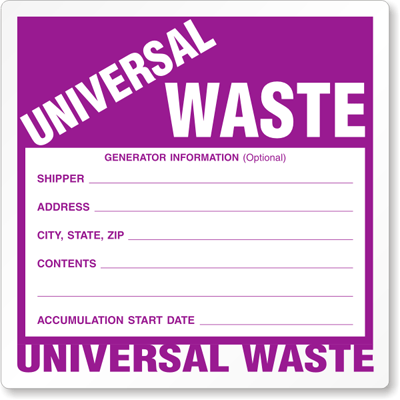 UNIVERSAL
WASTE
GENERATOR INFORMATION (Optional)
SHIPPER
ADDRESS
CITY, STATE, ZIP
CONTENTS
ACCUMULATION START DATE
UNIVERSAL WASTE